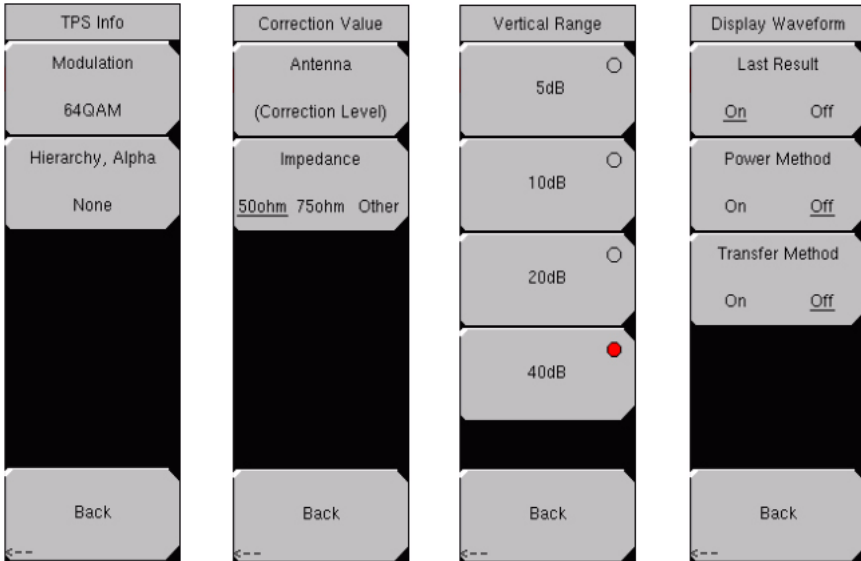 TPS Info
Modulation
64QAM
Hierarchy, Alpha
None
Back
<--
Correction Value
Antenna
(Correction Level)
Impedance
50ohm 75ohm Other
Back
<--
Vertical Range
5dB
10dB
20dB
40dB
Back
<--
Display Waveform
Last Result
On Off
Power Method
On Off
Transfer Method
On Off
Back
<--